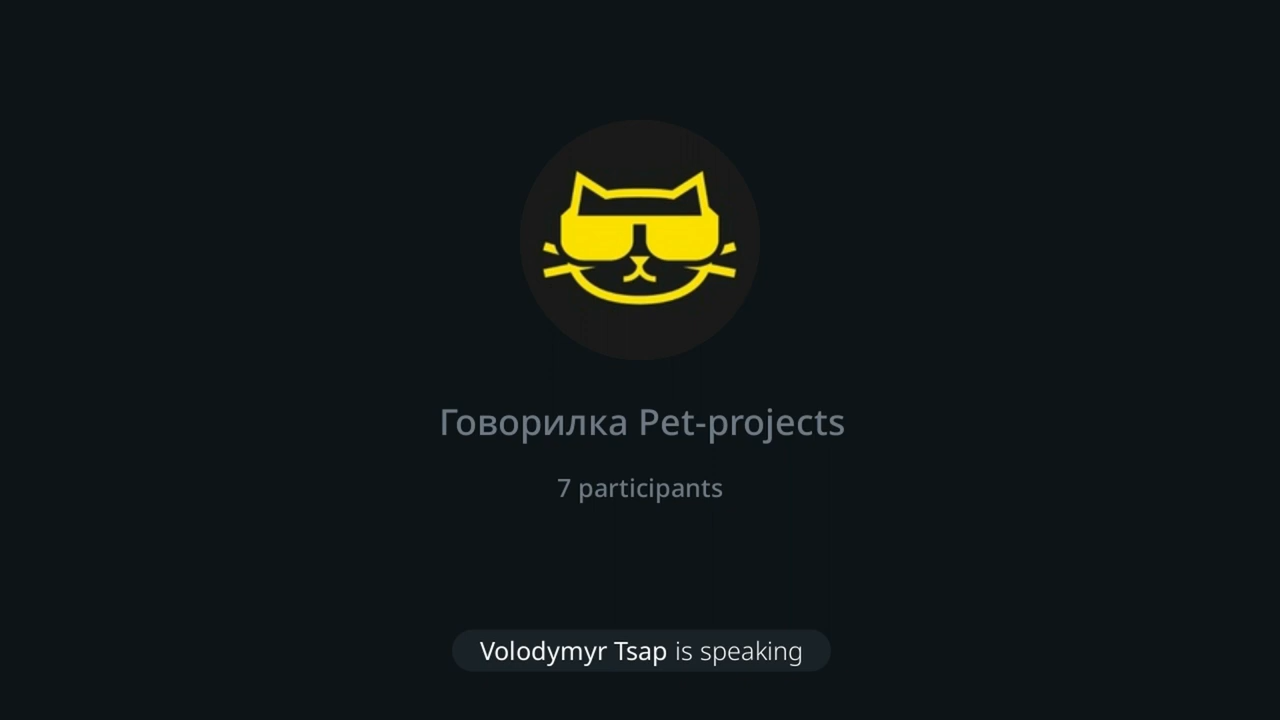 Говорилка Pet-projects
7 participants
Volodymyr Tsap is speaking